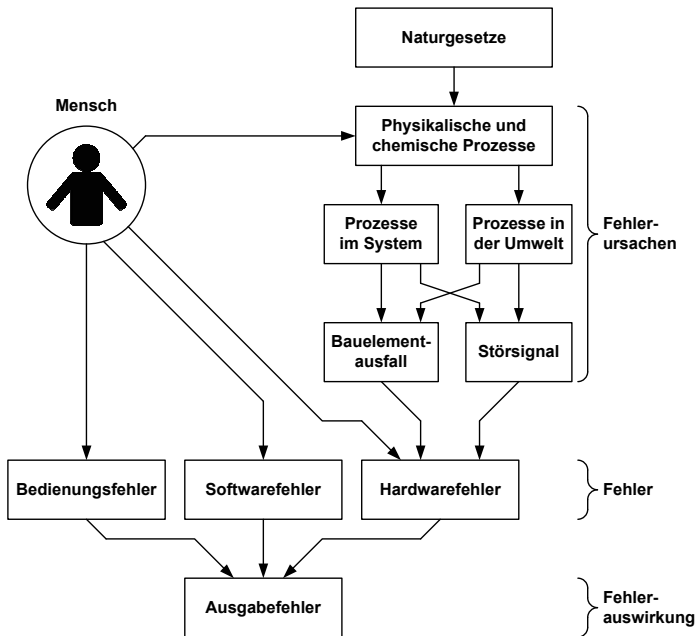 Naturgesetze
Mensch
Physikalische und
chemische Prozesse
Prozesse
im System
Prozesse in
der Umwelt
Fehler-
ursachen
Bauelement-
ausfall
Störsignal
Bedienungsfehler
Softwarefehler
Hardwarefehler
Fehler
Ausgabefehler
Fehler-
auswirkung